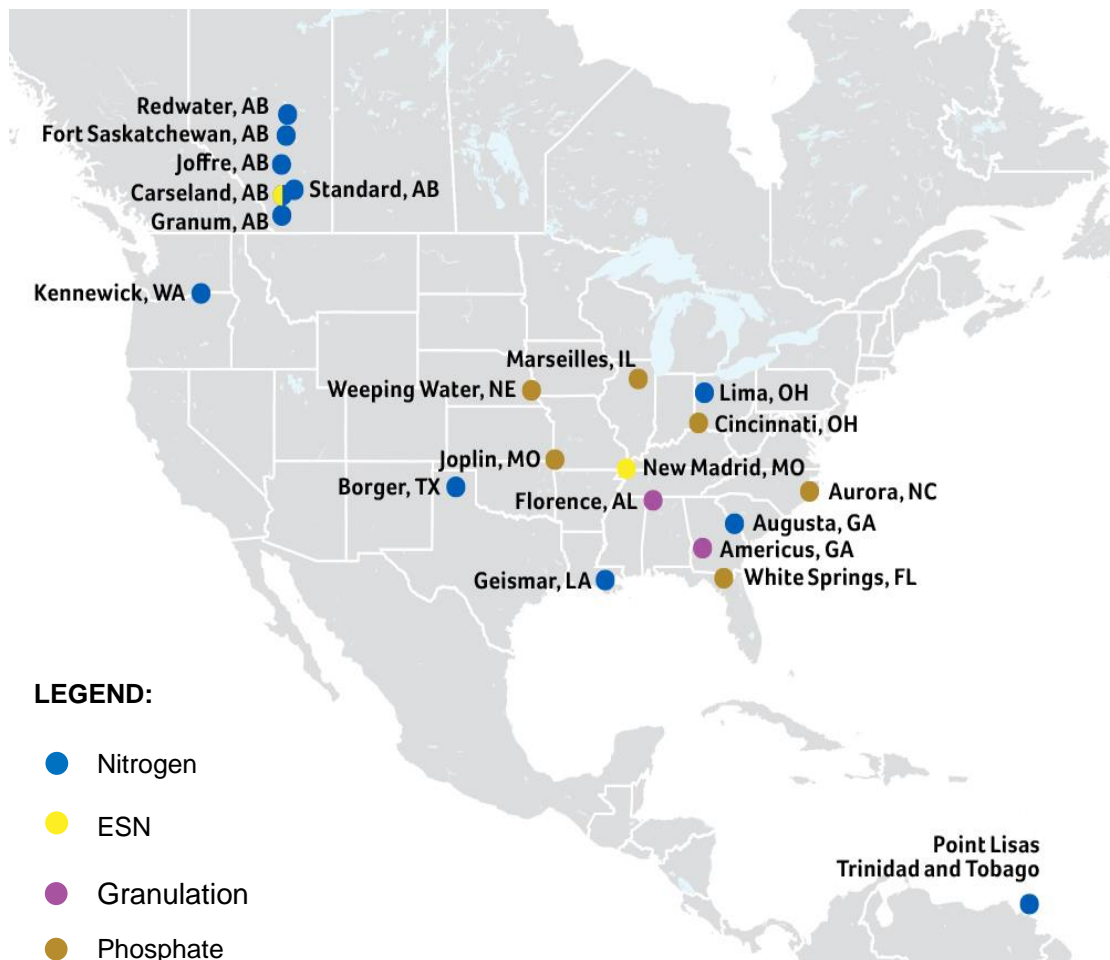 Redwater, AB
Fort Saskatchewan, AB
Joffre, AB
Carseland, AB
Standard, AB
Granum, AB
Kennewick, WA
Marseilles, IL
Weeping Water, NE
Lima, OH
Cincinnati, OH
Joplin, MO
New Madrid, MO
Borger, TX
Florence, AL
Aurora, NC
Augusta, GA
Americus, GA
Geismar, LA
White Springs, FL
LEGEND:
Nitrogen
ESN
Granulation
Phosphate
Point Lisas
Trinidad and Tobago